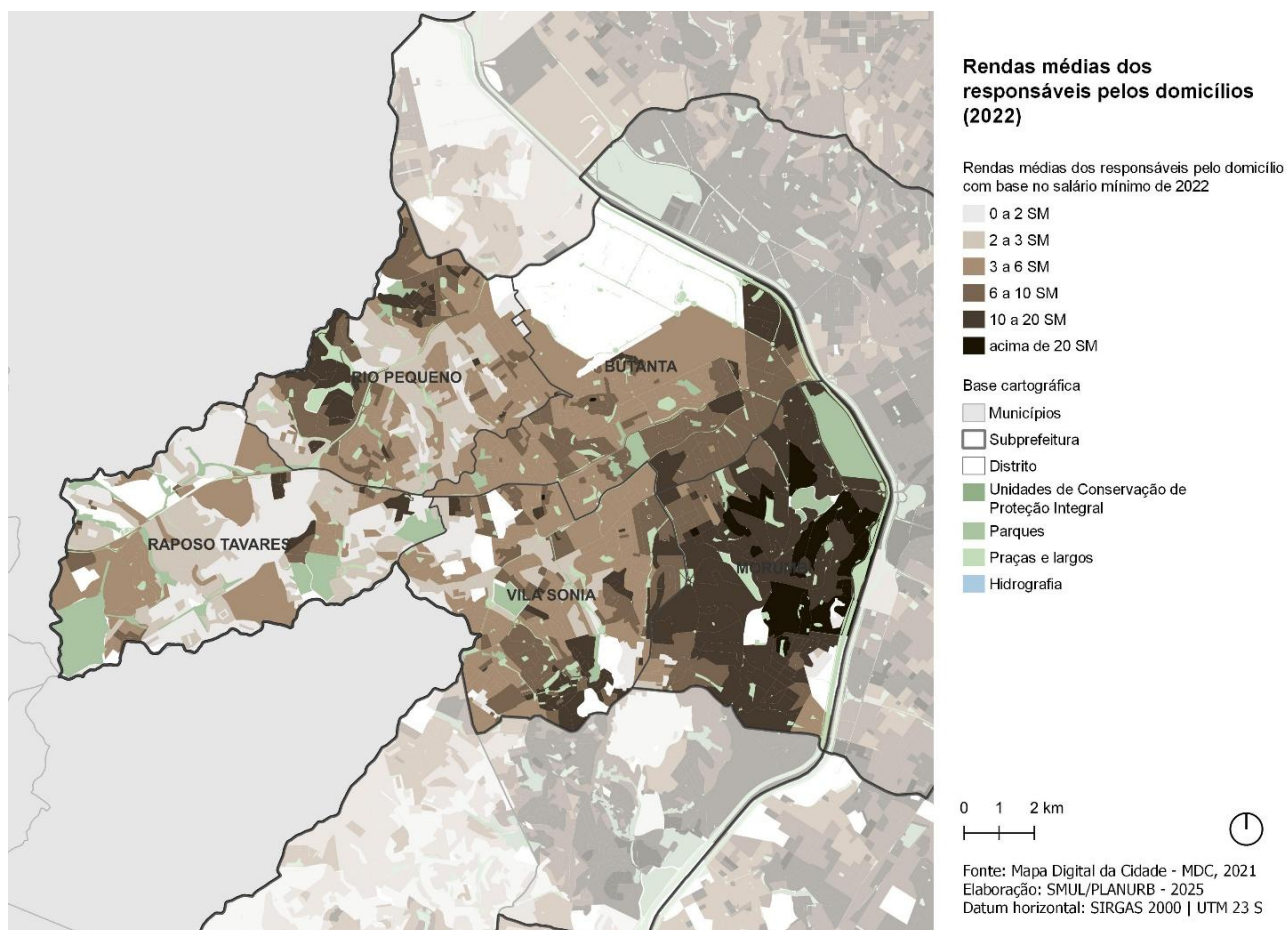 Rendas médias dos
responsáveis pelos domicílios
(2022)
Rendas médias dos responsáveis pelo domicílio
com base no salário mínimo de 2022
0 a 2 SM
2 a 3 SM
3 a 6 SM
6 a 10 SM
10 a 20 SM
acima de 20 SM
Base cartográfica
Municípios
Subprefeitura
Distrito
Unidades de Conservação de
Proteção Integral
Parques
Praças e largos
Hidrografia
RIO PEQUENO
BUTANTA
RAPOSO TAVARES
VILA SONIA
MORUMBI
0 1 2 km
Fonte: Mapa Digital da Cidade - MDC, 2021
Elaboração: SMUL/PLANURB - 2025
Datum horizontal: SIRGAS 2000 | UTM 23 S